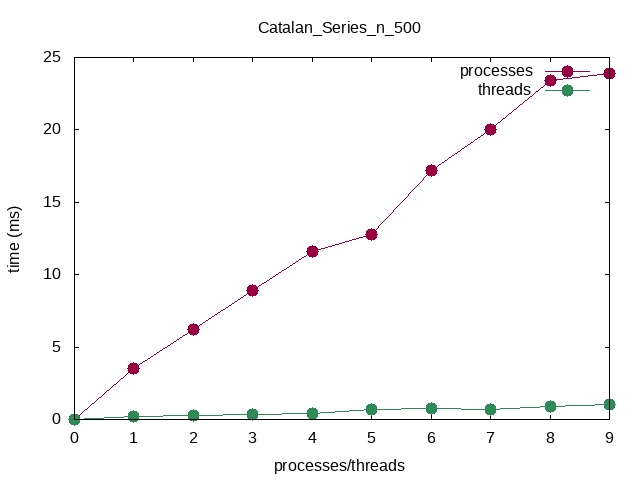 Catalan_Series_n_500
processes
threads
25
20
15
10
5
0
time (ms)
0 1 2 3 4 5 6 7 8 9
processes/threads